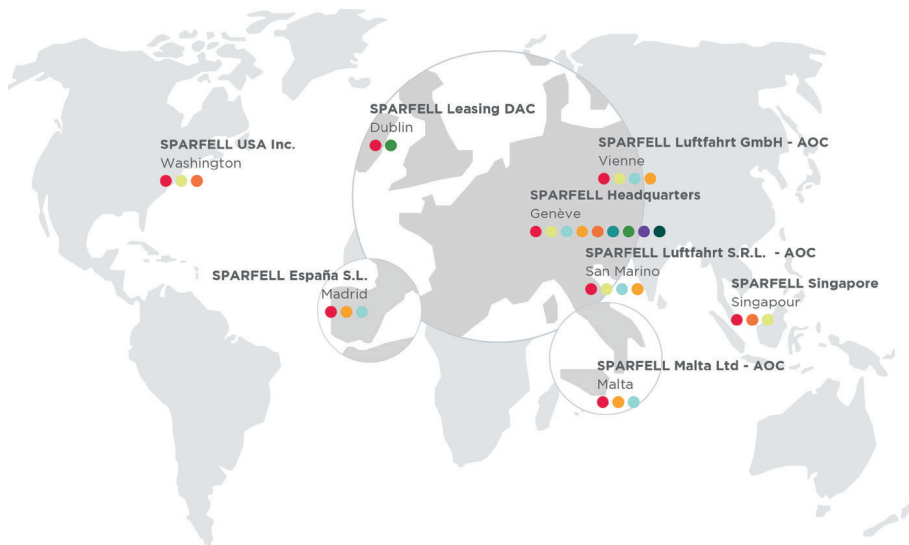 SPARFELL Leasing DAC
Dublin
SPARFELL USA Inc.
Washington
SPARFELL Luftfahrt GmbH - AOC
Vienne
SPARFELL Headquarters
Genève
SPARFELL Luftfahrt S.R.L. - AOC
San Marino
SPARFELL España S.L.
Madrid
SPARFELL Singapore
Singapour
SPARFELL Malta Ltd - AOC
Malta